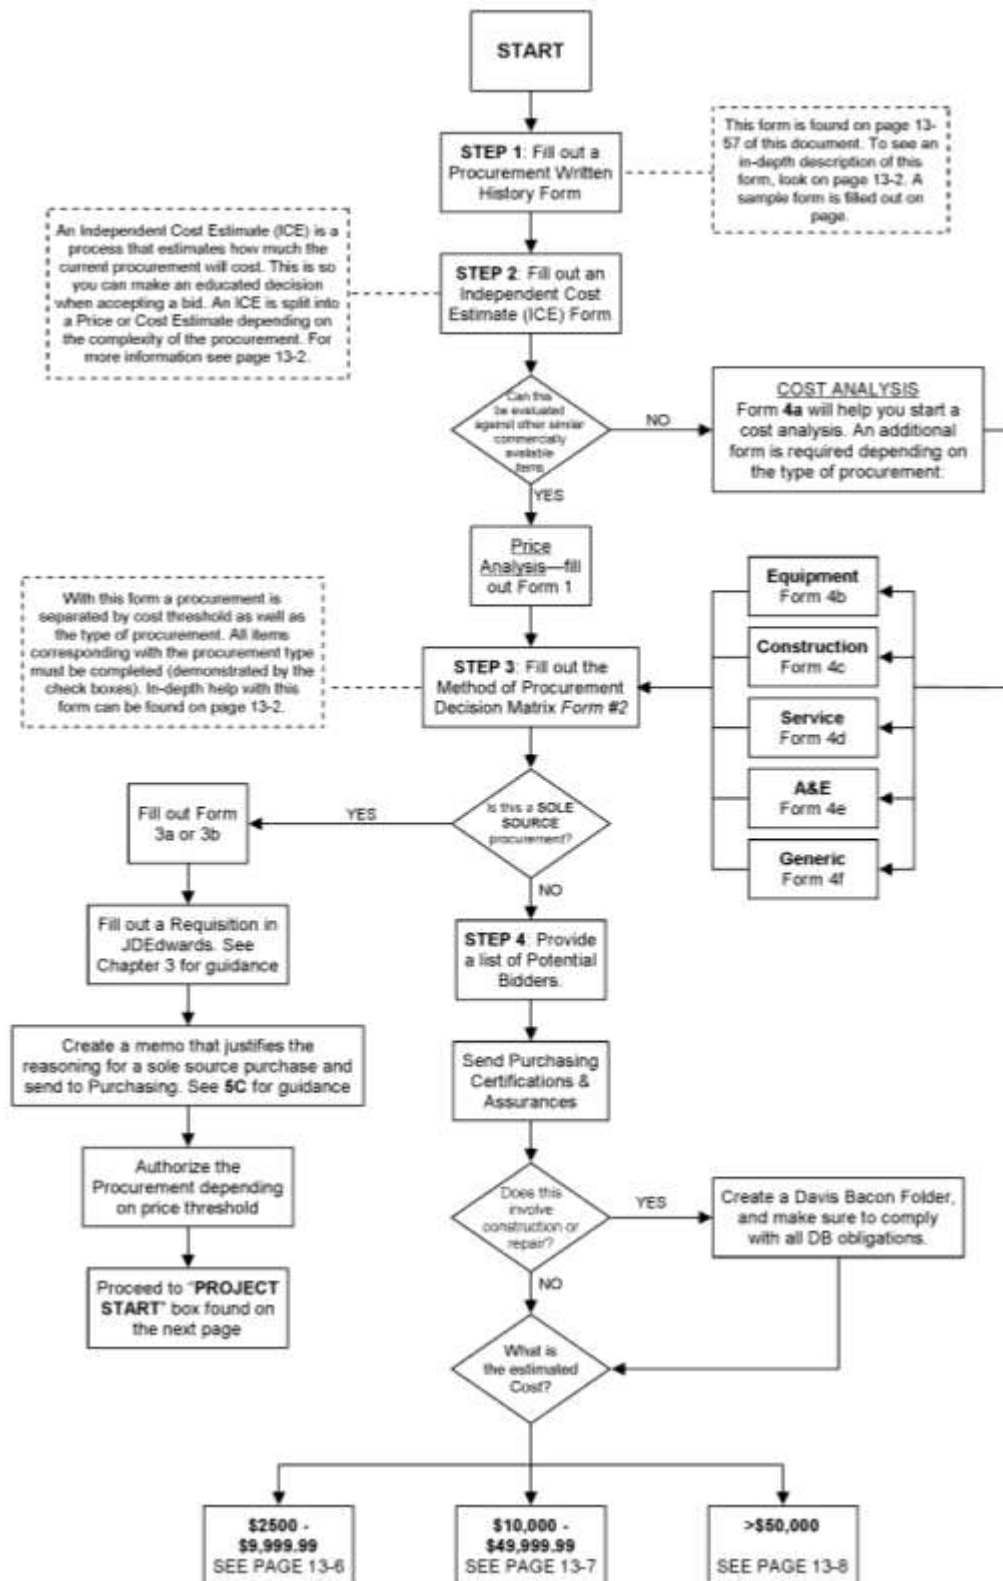 START
STEP 1: Fill out a
Procurement Written
History Form
This form is found on page 13-
57 of this document. To see an
in-depth description of this
form, look on page 13-2. A
sample form is filled out on
page.
An Independent Cost Estimate (ICE) is a
process that estimates how much the
current procurement will cost. This is so
you can make an educated decision
when accepting a bid. An ICE is split into
a Price or Cost Estimate depending on
the complexity of the procurement. For
more information see page 13-2.
STEP 2: Fill out an
Independent Cost
Estimate (ICE) Form
Can this
be evaluated
against other similar
commercially
available
items
NO
COST ANALYSIS
Form 4a will help you start a
cost analysis. An additional
form is required depending on
the type of procurement.
YES
Price
Analysis—fill
out Form 1
With this form a procurement is
separated by cost threshold as well as
the type of procurement. All items
corresponding with the procurement type
must be completed (demonstrated by the
check boxes). In-depth help with this
form can be found on page 13-2.
STEP 3: Fill out the
Method of Procurement
Decision Matrix Form #2
Equipment
Form 4b
Construction
Form 4c
Service
Form 4d
A&E
Form 4e
Generic
Form 4f
Is this a SOLE
SOURCE
procurement?
YES
Fill out Form
3a or 3b
Fill out a Requisition in
JDEdwards. See
Chapter 3 for guidance
Create a memo that justifies the
reasoning for a sole source purchase and
send to Purchasing. See 5C for guidance
Authorize the
Procurement depending
on price threshold
Proceed to "PROJECT
START" box found on
the next page
NO
STEP 4: Provide
a list of Potential
Bidders.
Send Purchasing
Certifications &
Assurances
Does this
involve
construction or
repair?
YES
Create a Davis Bacon Folder,
and make sure to comply
with all DB obligations.
NO
What is
the estimated
Cost?
$2500 -
$9,999.99
SEE PAGE 13-6
$10,000 -
$49,999.99
SEE PAGE 13-7
>$50,000
SEE PAGE 13-8